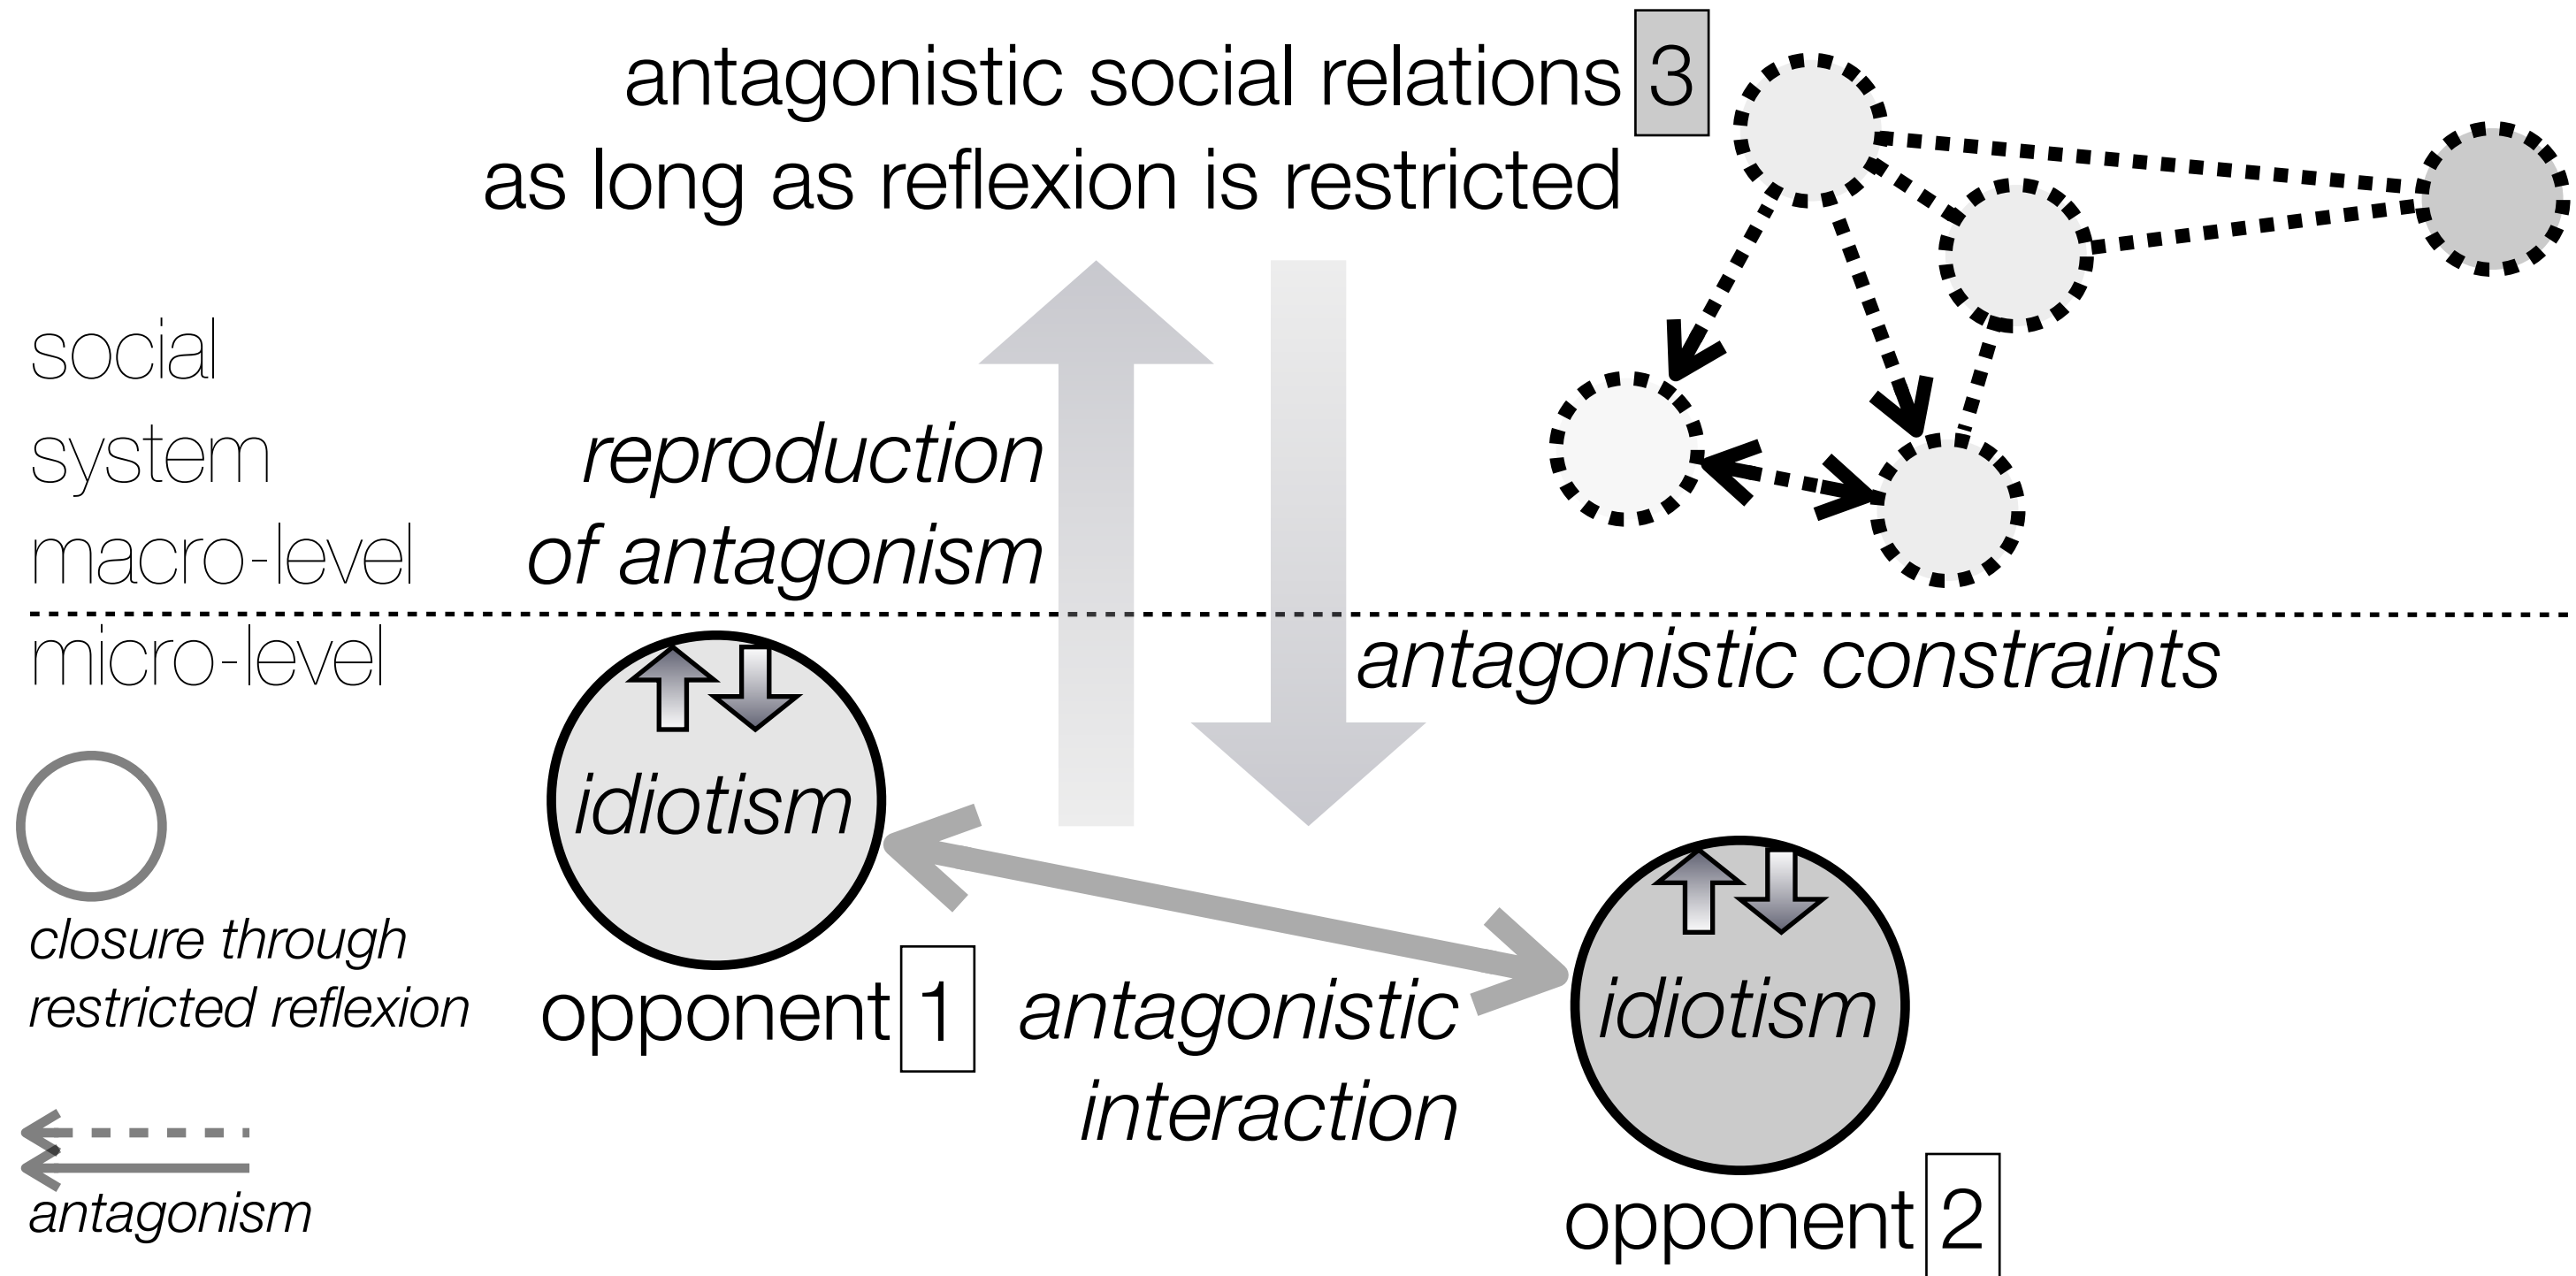 antagonistic social relations 3
as long as reflexion is restricted
social
system
macro-level
reproduction
of antagonism
micro-level
antagonistic constraints
idiotism
opponent 1
antagonistic
interaction
idiotism
opponent 2
closure through
restricted reflexion
antagonism